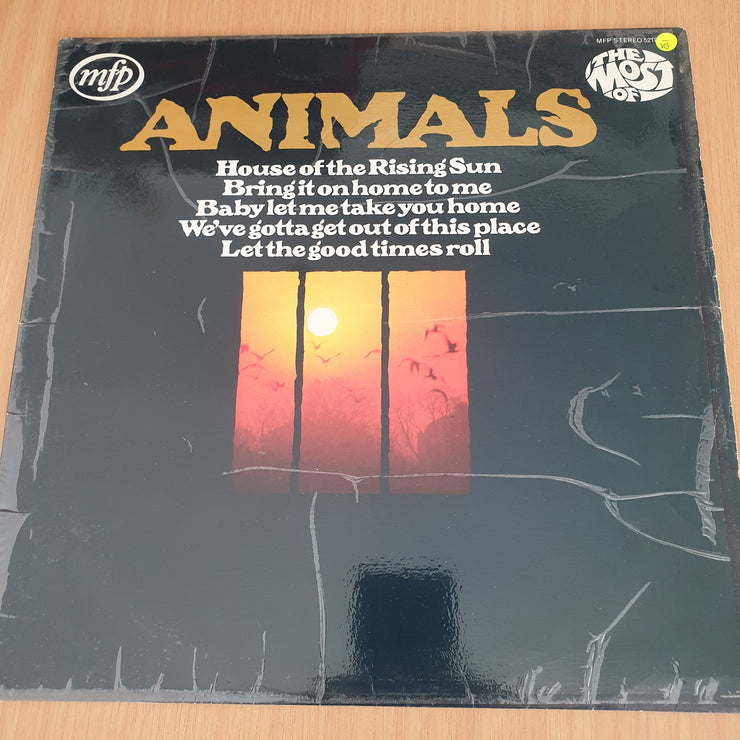 MFP STEREO
mfp
THE
MOST
OF
ANIMALS
House of the Rising Sun
Bring it on home to me
Baby let me take you home
We've gotta get out of this place
Let the good times roll